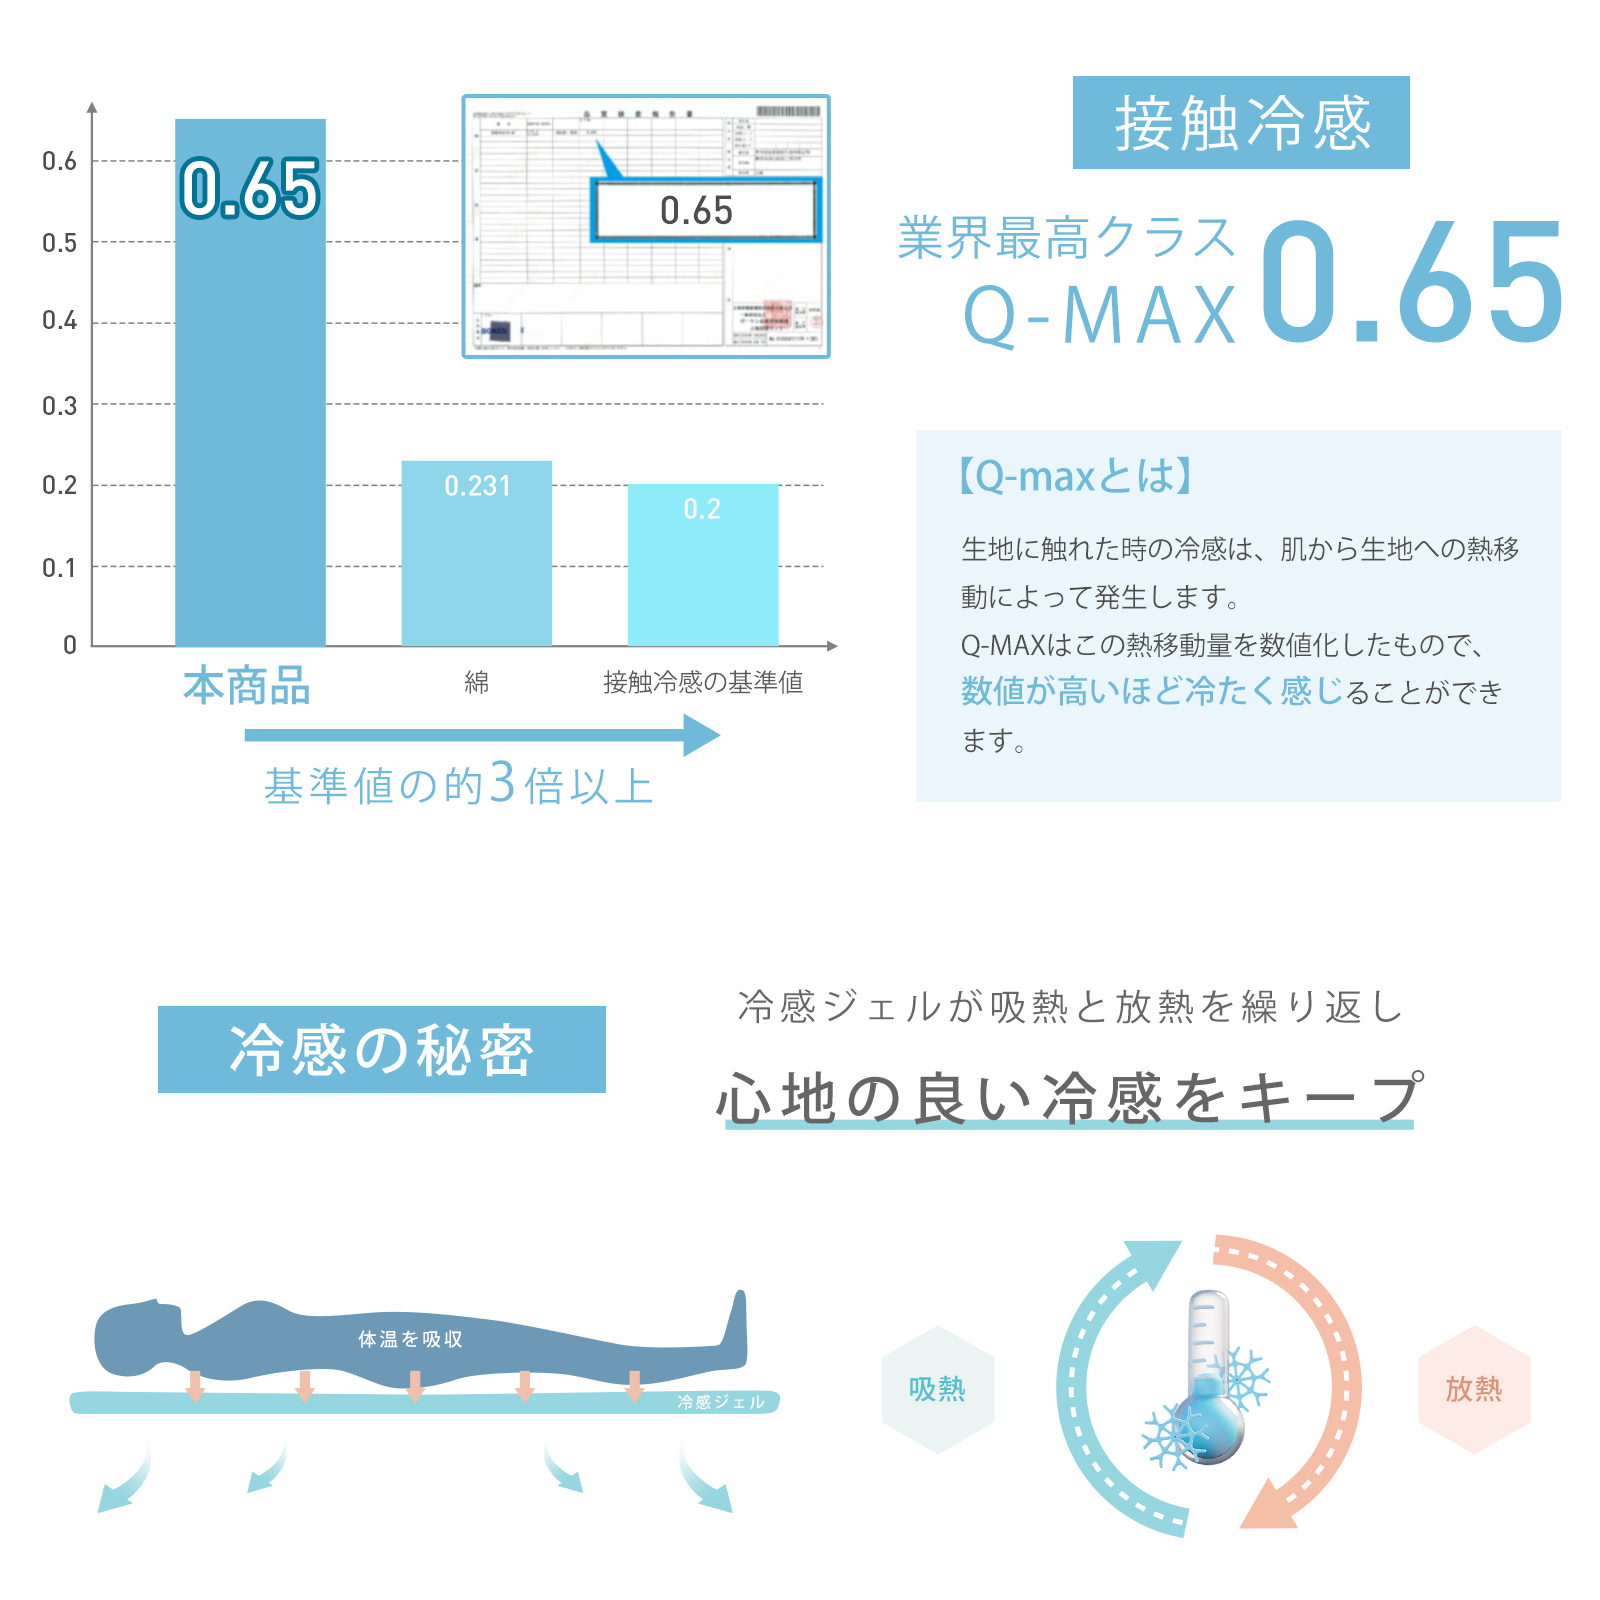 接触冷感
業界最高クラス
Q-MAX 0.65
0.6
0.5
0.4
0.3
0.2
0.1
0
0.65
0.231
0.2
品質検査報告書
0.65
本商品
綿
接触冷感の基準値
基準値の約3倍以上
【Q-maxとは】
生地に触れた時の冷感は、肌から生地への熱移
動によって発生します。
Q-MAXはこの熱移動量を数値化したもので、
数値が高いほど冷たく感じることができ
ます。
冷感の秘密
冷感ジェルが吸熱と放熱を繰り返し
心地の良い冷感をキープ
体温を吸収
冷感ジェル
吸熱
放熱